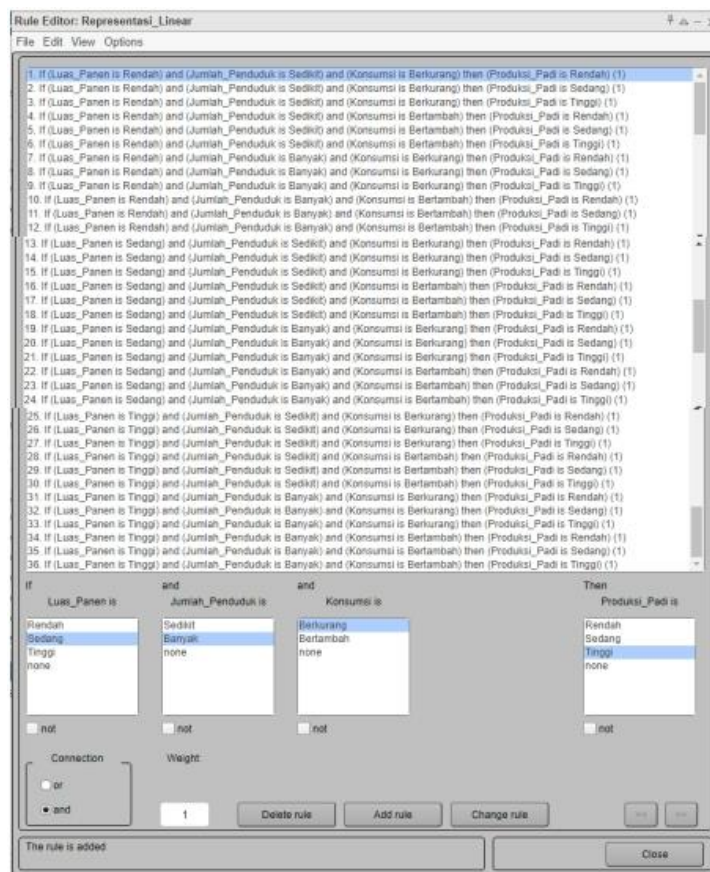 Rule Editor: Representasi_Linear
File Edit View Options
1. If (Luas_Panen is Rendah) and (Jumlah_Penduduk is Sedikit) and (Konsumsi is Berkurang) then (Produksi_Padi is Rendah) (1)
2. If (Luas_Panen is Rendah) and (Jumlah_Penduduk is Sedikit) and (Konsumsi is Berkurang) then (Produksi_Padi is Sedang) (1)
3. If (Luas_Panen is Rendah) and (Jumlah_Penduduk is Sedikit) and (Konsumsi is Berkurang) then (Produksi_Padi is Tinggi) (1)
4. If (Luas_Panen is Rendah) and (Jumlah_Penduduk is Sedikit) and (Konsumsi is Bertambah) then (Produksi_Padi is Rendah) (1)
5. If (Luas_Panen is Rendah) and (Jumlah_Penduduk is Sedikit) and (Konsumsi is Bertambah) then (Produksi_Padi is Sedang) (1)
6. If (Luas_Panen is Rendah) and (Jumlah_Penduduk is Sedikit) and (Konsumsi is Bertambah) then (Produksi_Padi is Tinggi) (1)
7. If (Luas_Panen is Rendah) and (Jumlah_Penduduk is Banyak) and (Konsumsi is Berkurang) then (Produksi_Padi is Rendah) (1)
8. If (Luas_Panen is Rendah) and (Jumlah_Penduduk is Banyak) and (Konsumsi is Berkurang) then (Produksi_Padi is Sedang) (1)
9. If (Luas_Panen is Rendah) and (Jumlah_Penduduk is Banyak) and (Konsumsi is Berkurang) then (Produksi_Padi is Tinggi) (1)
10. If (Luas_Panen is Rendah) and (Jumlah_Penduduk is Banyak) and (Konsumsi is Bertambah) then (Produksi_Padi is Rendah) (1)
11. If (Luas_Panen is Rendah) and (Jumlah_Penduduk is Banyak) and (Konsumsi is Bertambah) then (Produksi_Padi is Sedang) (1)
12. If (Luas_Panen is Rendah) and (Jumlah_Penduduk is Banyak) and (Konsumsi is Bertambah) then (Produksi_Padi is Tinggi) (1)
13. If (Luas_Panen is Sedang) and (Jumlah_Penduduk is Sedikit) and (Konsumsi is Berkurang) then (Produksi_Padi is Rendah) (1)
14. If (Luas_Panen is Sedang) and (Jumlah_Penduduk is Sedikit) and (Konsumsi is Berkurang) then (Produksi_Padi is Sedang) (1)
15. If (Luas_Panen is Sedang) and (Jumlah_Penduduk is Sedikit) and (Konsumsi is Berkurang) then (Produksi_Padi is Tinggi) (1)
16. If (Luas_Panen is Sedang) and (Jumlah_Penduduk is Sedikit) and (Konsumsi is Bertambah) then (Produksi_Padi is Rendah) (1)
17. If (Luas_Panen is Sedang) and (Jumlah_Penduduk is Sedikit) and (Konsumsi is Bertambah) then (Produksi_Padi is Sedang) (1)
18. If (Luas_Panen is Sedang) and (Jumlah_Penduduk is Sedikit) and (Konsumsi is Bertambah) then (Produksi_Padi is Tinggi) (1)
19. If (Luas_Panen is Sedang) and (Jumlah_Penduduk is Banyak) and (Konsumsi is Berkurang) then (Produksi_Padi is Rendah) (1)
20. If (Luas_Panen is Sedang) and (Jumlah_Penduduk is Banyak) and (Konsumsi is Berkurang) then (Produksi_Padi is Sedang) (1)
21. If (Luas_Panen is Sedang) and (Jumlah_Penduduk is Banyak) and (Konsumsi is Berkurang) then (Produksi_Padi is Tinggi) (1)
22. If (Luas_Panen is Sedang) and (Jumlah_Penduduk is Banyak) and (Konsumsi is Bertambah) then (Produksi_Padi is Rendah) (1)
23. If (Luas_Panen is Sedang) and (Jumlah_Penduduk is Banyak) and (Konsumsi is Bertambah) then (Produksi_Padi is Sedang) (1)
24. If (Luas_Panen is Sedang) and (Jumlah_Penduduk is Banyak) and (Konsumsi is Bertambah) then (Produksi_Padi is Tinggi) (1)
25. If (Luas_Panen is Tinggi) and (Jumlah_Penduduk is Sedikit) and (Konsumsi is Berkurang) then (Produksi_Padi is Rendah) (1)
26. If (Luas_Panen is Tinggi) and (Jumlah_Penduduk is Sedikit) and (Konsumsi is Berkurang) then (Produksi_Padi is Sedang) (1)
27. If (Luas_Panen is Tinggi) and (Jumlah_Penduduk is Sedikit) and (Konsumsi is Berkurang) then (Produksi_Padi is Tinggi) (1)
28. If (Luas_Panen is Tinggi) and (Jumlah_Penduduk is Sedikit) and (Konsumsi is Bertambah) then (Produksi_Padi is Rendah) (1)
29. If (Luas_Panen is Tinggi) and (Jumlah_Penduduk is Sedikit) and (Konsumsi is Bertambah) then (Produksi_Padi is Sedang) (1)
30. If (Luas_Panen is Tinggi) and (Jumlah_Penduduk is Sedikit) and (Konsumsi is Bertambah) then (Produksi_Padi is Tinggi) (1)
31. If (Luas_Panen is Tinggi) and (Jumlah_Penduduk is Banyak) and (Konsumsi is Berkurang) then (Produksi_Padi is Rendah) (1)
32. If (Luas_Panen is Tinggi) and (Jumlah_Penduduk is Banyak) and (Konsumsi is Berkurang) then (Produksi_Padi is Sedang) (1)
33. If (Luas_Panen is Tinggi) and (Jumlah_Penduduk is Banyak) and (Konsumsi is Berkurang) then (Produksi_Padi is Tinggi) (1)
34. If (Luas_Panen is Tinggi) and (Jumlah_Penduduk is Banyak) and (Konsumsi is Bertambah) then (Produksi_Padi is Rendah) (1)
35. If (Luas_Panen is Tinggi) and (Jumlah_Penduduk is Banyak) and (Konsumsi is Bertambah) then (Produksi_Padi is Sedang) (1)
36. If (Luas_Panen is Tinggi) and (Jumlah_Penduduk is Banyak) and (Konsumsi is Bertambah) then (Produksi_Padi is Tinggi) (1)
If and and Then
Luas_Panen is Jumlah_Penduduk is Konsumsi is Produksi_Padi is
Rendah Sedikit Berkurang Rendah
Sedang Banyak Bertambah Sedang
Tinggi none none Tinggi
none none
not not not not
Connection Weight:
or
and 1 Delete rule Add rule Change rule << >>
The rule is added
Close